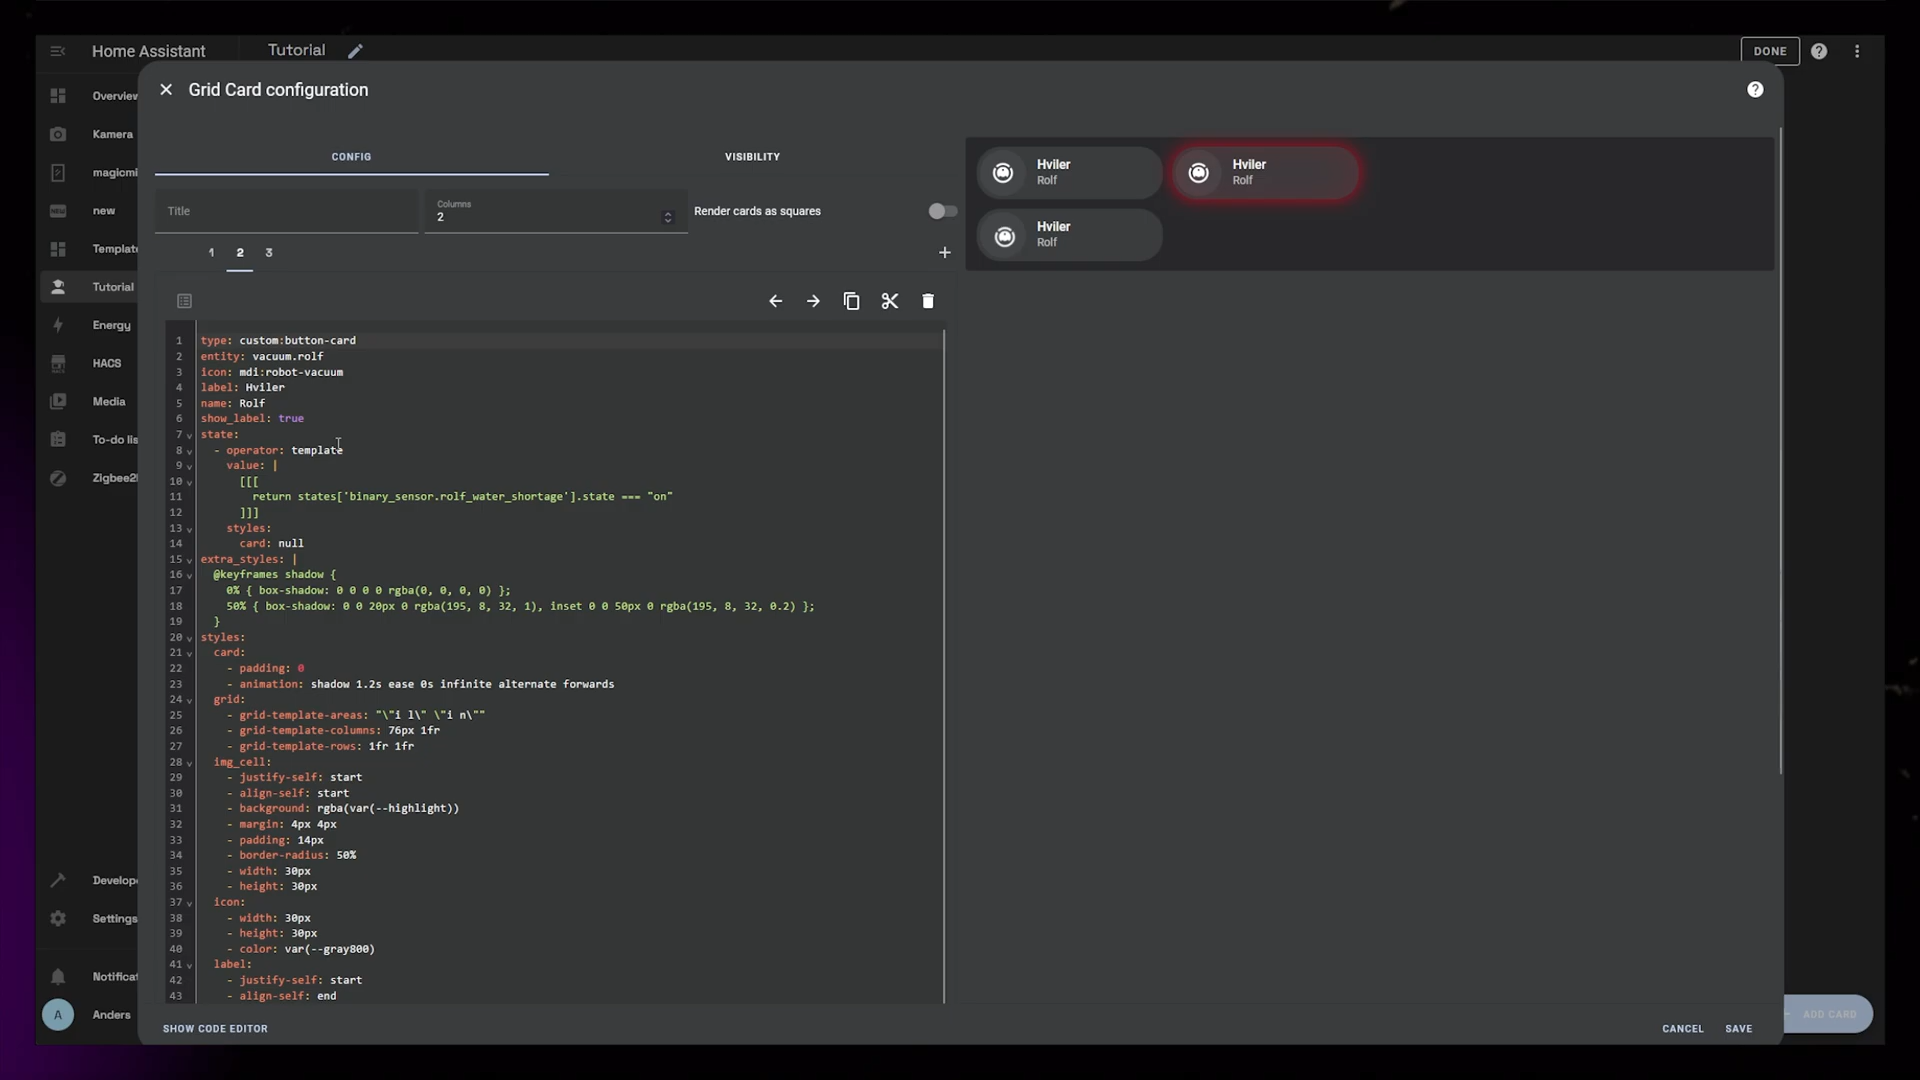 Home Assistant
Tutorial
DONE
Grid Card configuration
Overview
Kamera
magicmi
new
Template
Tutorial
Energy
HACS
Media
To-do lis
Zigbee2
Develope
Settings
Notificat
A
Anders
CONFIG
VISIBILITY
Title
Columns
2
Render cards as squares
1 2 3
1 type: custom:button-card
2 entity: vacuum.rolf
3 icon: mdi:robot-vacuum
4 label: Hviler
5 name: Rolf
6 show_label: true
7 state:
8 - operator: template
9 value: |
10 [[[
11 return states['binary_sensor.rolf_water_shortage'].state === "on"
12 ]]]
13 styles:
14 card: null
15 extra_styles: |
16 @keyframes shadow {
17 0% { box-shadow: 0 0 0 0 rgba(0, 0, 0, 0) };
18 50% { box-shadow: 0 0 20px 0 rgba(195, 8, 32, 1), inset 0 0 50px 0 rgba(195, 8, 32, 0.2) };
19 }
20 styles:
21 card:
22 - padding: 0
23 - animation: shadow 1.2s ease 0s infinite alternate forwards
24 grid:
25 - grid-template-areas: "\"i l\" \"i n\""
26 - grid-template-columns: 76px 1fr
27 - grid-template-rows: 1fr 1fr
28 img_cell:
29 - justify-self: start
30 - align-self: start
31 - background: rgba(var(--highlight))
32 - margin: 4px 4px
33 - padding: 14px
34 - border-radius: 50%
35 - width: 30px
36 - height: 30px
37 icon:
38 - width: 30px
39 - height: 30px
40 - color: var(--gray800)
41 label:
42 - justify-self: start
43 - align-self: end
Hviler
Rolf
Hviler
Rolf
Hviler
Rolf
SHOW CODE EDITOR
CANCEL
SAVE
ADD CARD